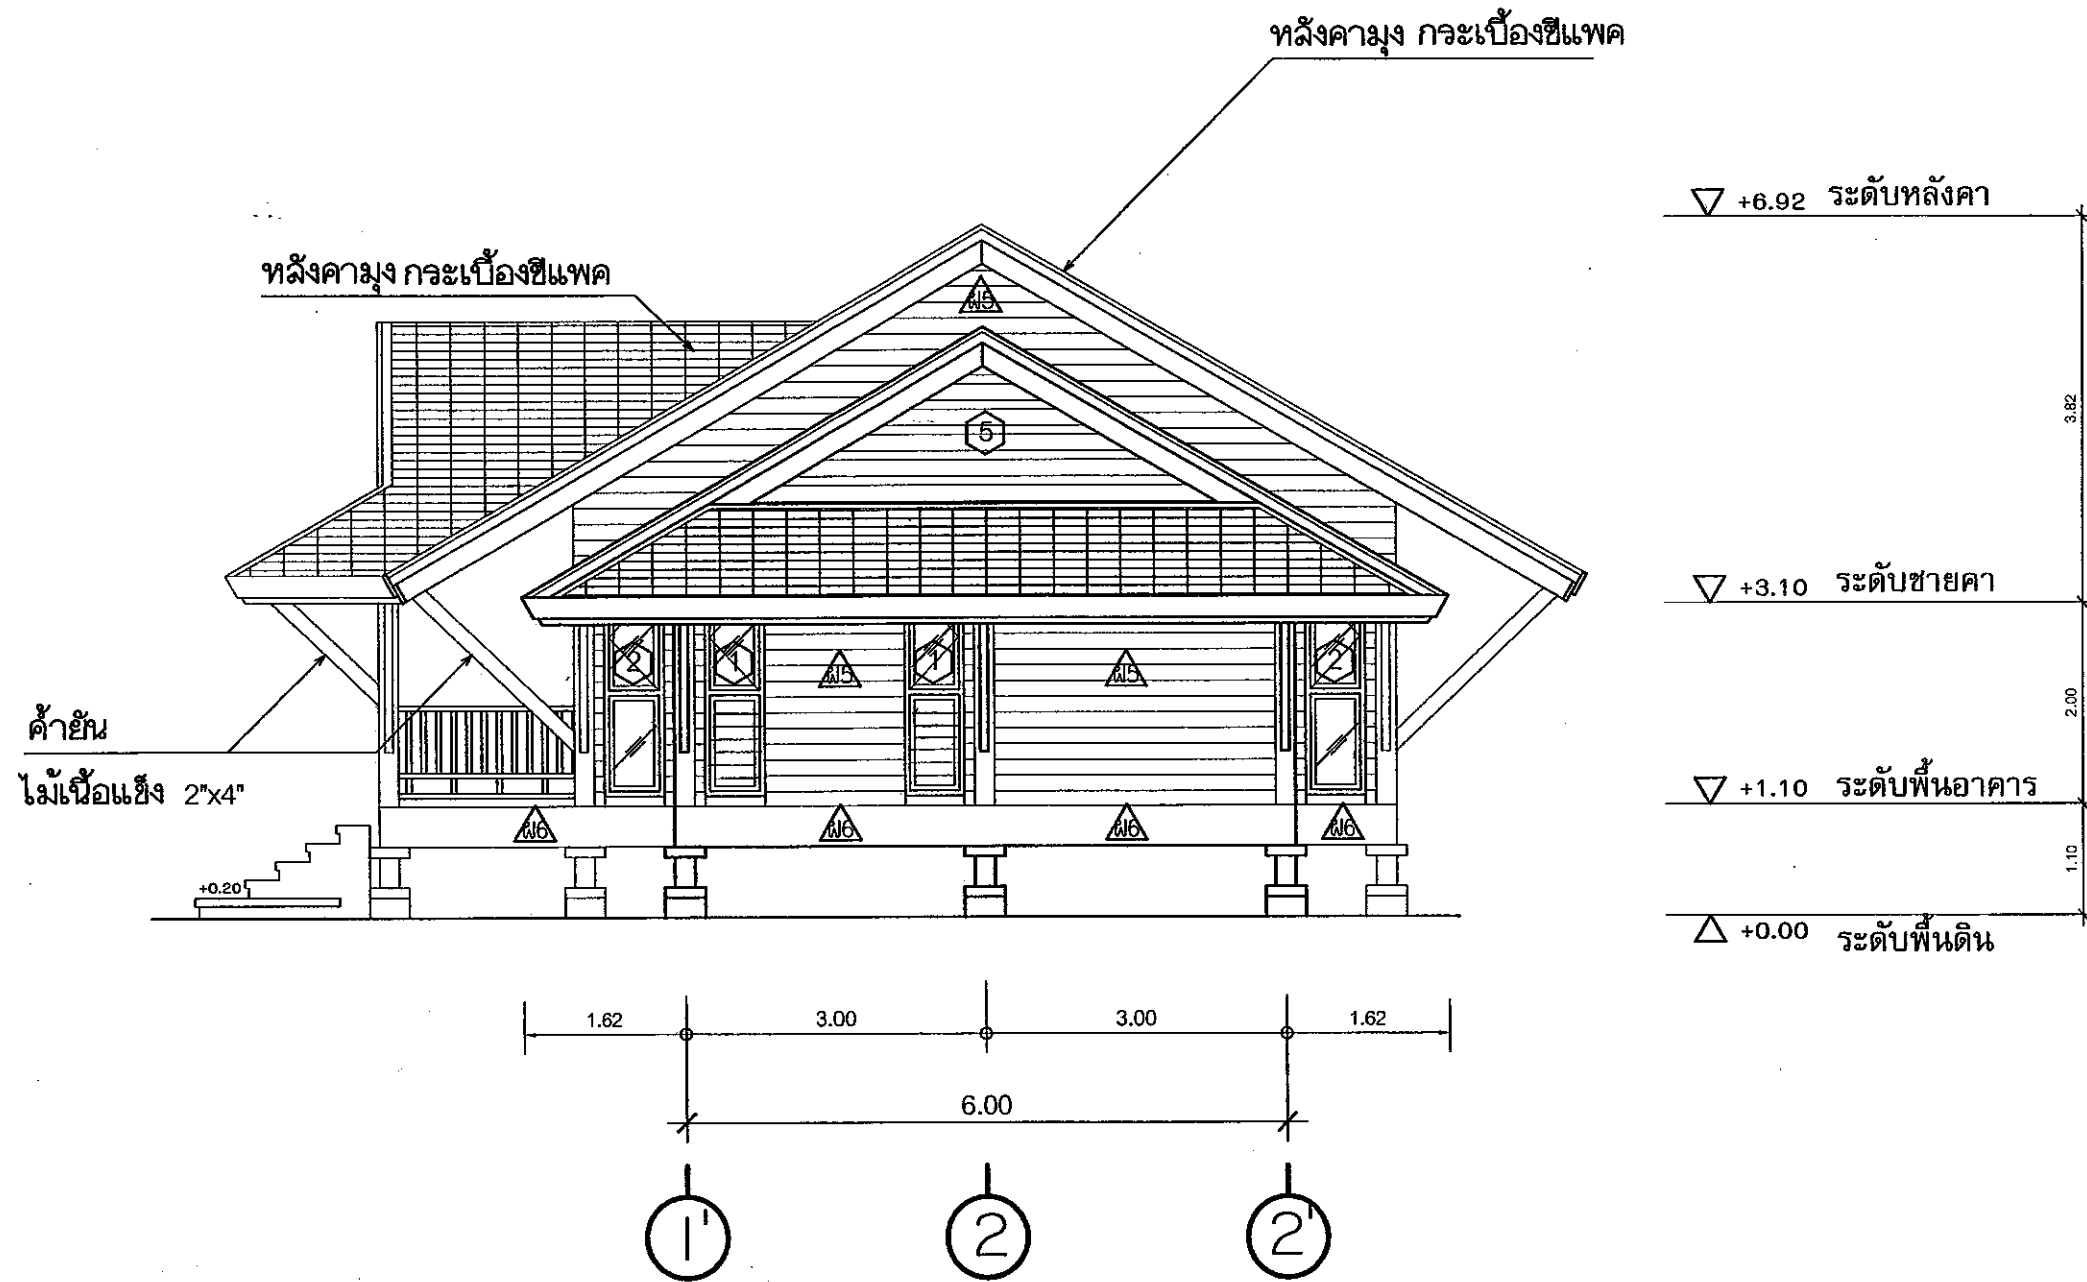 หลังคามุง กระเบื้องซีแพค
+6.92 ระดับหลังคา
หลังคามุง กระเบื้องซีแพค
ฝ5
3.82
5
+3.10 ระดับชายคา
2 1 ฝ5 1 ฝ5 2
2.00
ค้ำยัน
ไม้เนื้อแข็ง 2"x4"
+1.10 ระดับพื้นอาคาร
ฝ6 ฝ6 ฝ6 ฝ6
1.10
+0.20
+0.00 ระดับพื้นดิน
1.62 3.00 3.00 1.62
6.00
1' 2 2'